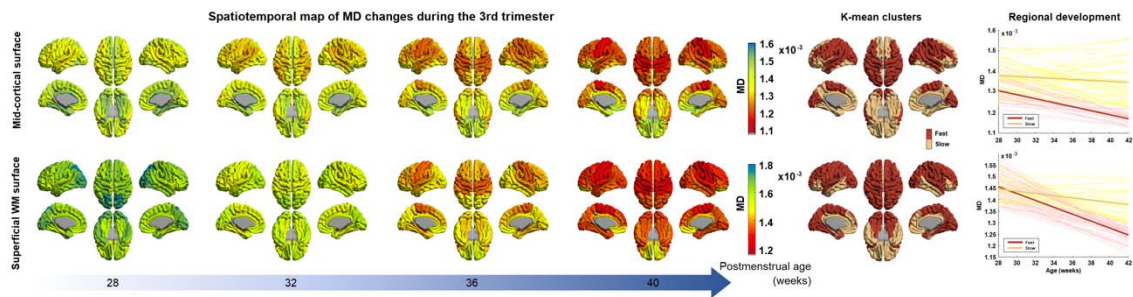 Spatiotemporal map of MD changes during the 3rd trimester
K-mean clusters
Regional development
Mid-cortical surface
1.6
1.5
1.4
1.3
1.2
1.1
×10⁻³
MD
Fast
Slow
×10⁻³
1.6
1.5
1.4
1.3
1.2
1.1
MD
Fast
Slow
28 30 32 34 36 38 40 42
Superficial WM surface
1.8
1.6
1.4
1.2
×10⁻³
MD
×10⁻³
1.55
1.5
1.45
1.4
1.35
1.3
1.25
1.2
1.15
MD
Fast
Slow
28 30 32 34 36 38 40 42
Age (weeks)
28
32
36
40
Postmenstrual age
(weeks)